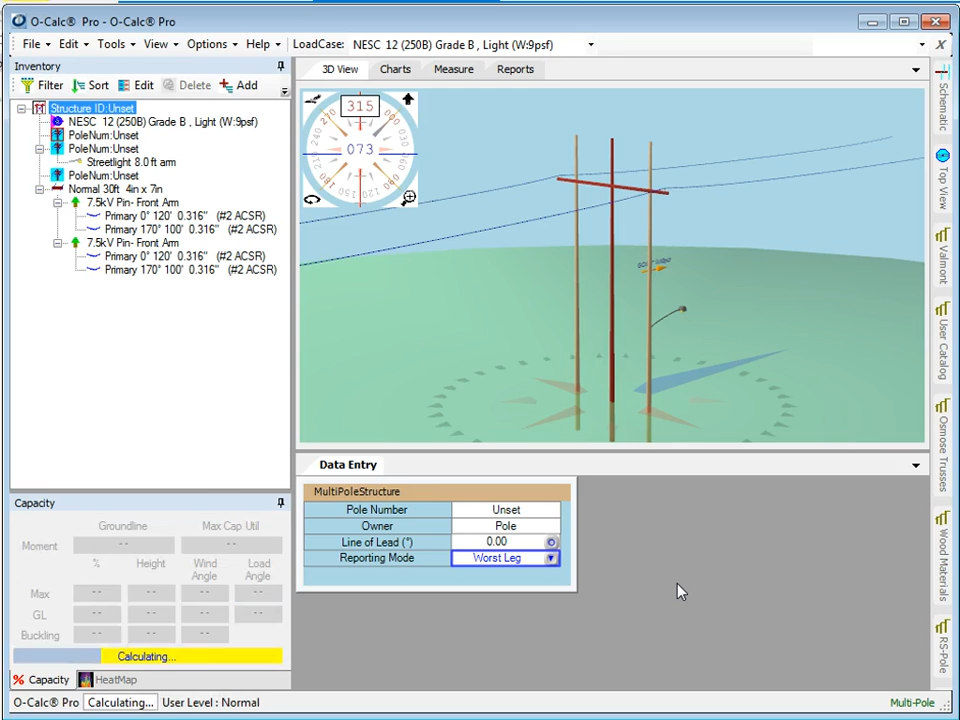 O-Calc® Pro - O-Calc® Pro
File Edit Tools View Options Help LoadCase: NESC 12 (250B) Grade B , Light (W:9psf)
Inventory
Filter Sort Edit Delete Add
Structure ID:Unset
NESC 12 (250B) Grade B , Light (W:9psf)
PoleNum:Unset
PoleNum:Unset
Streetlight 8.0 ft arm
PoleNum:Unset
Normal 30ft 4in x 7in
7.5kV Pin- Front Arm
Primary 0° 120' 0.316" (#2 ACSR)
Primary 170° 100' 0.316" (#2 ACSR)
7.5kV Pin- Front Arm
Primary 0° 120' 0.316" (#2 ACSR)
Primary 170° 100' 0.316" (#2 ACSR)
3D View Charts Measure Reports
315
073
Schematic
Top View
Valmont
User Catalog
Osmose Trusses
Wood Materials
RS-Pole
Data Entry
MultiPoleStructure
Pole Number Unset
Owner Pole
Line of Lead (°) 0.00
Reporting Mode Worst Leg
Capacity
Groundline Max Cap Util
Moment -- --
% Height Wind Angle Load Angle
Max -- -- -- --
GL -- -- -- --
Buckling -- -- --
Calculating...
% Capacity HeatMap
O-Calc® Pro Calculating... User Level : Normal Multi-Pole